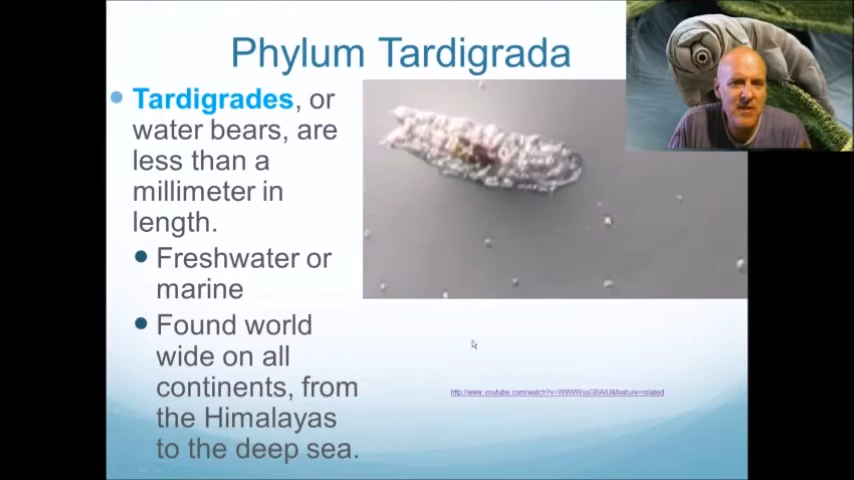 Phylum Tardigrada
Tardigrades, or
water bears, are
less than a
millimeter in
length.
Freshwater or
marine
Found world
wide on all
continents, from
the Himalayas
to the deep sea.